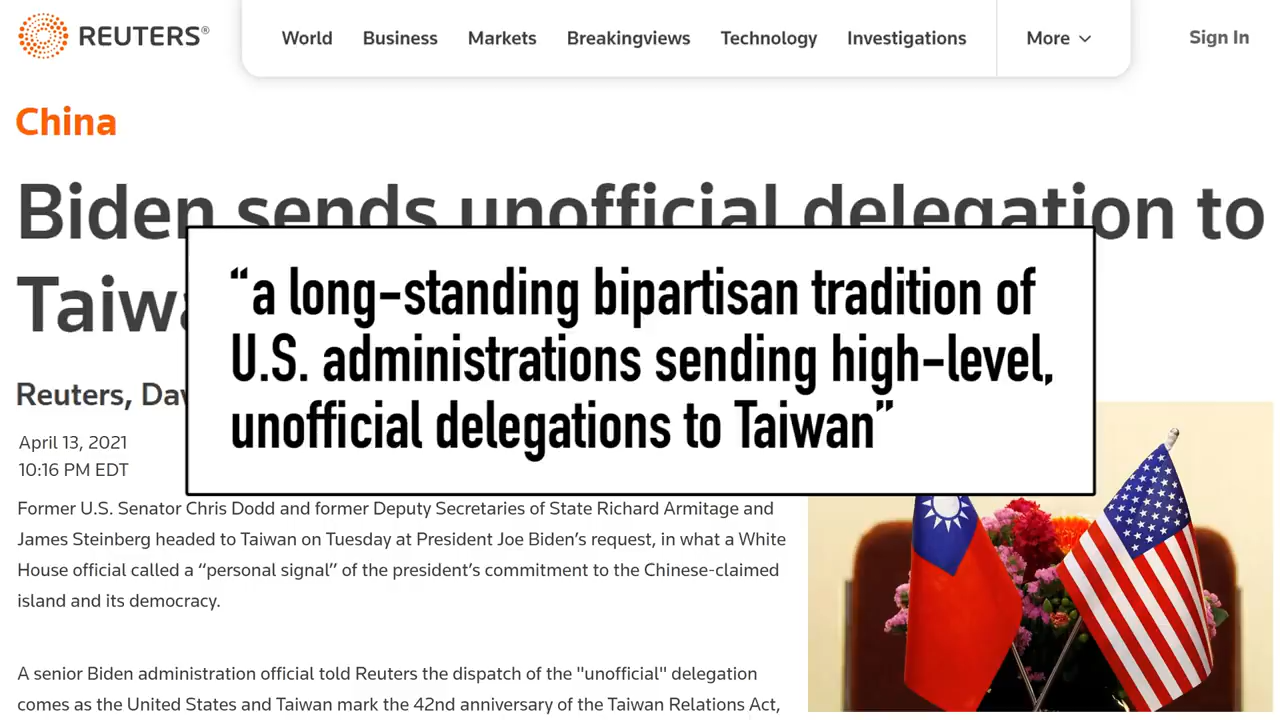 REUTERS®
World Business Markets Breakingviews Technology Investigations More Sign In
China
Biden sends unofficial delegation to
“a long-standing bipartisan tradition of
U.S. administrations sending high-level,
unofficial delegations to Taiwan”
Reuters,
April 13, 2021
10:16 PM EDT
Former U.S. Senator Chris Dodd and former Deputy Secretaries of State Richard Armitage and
James Steinberg headed to Taiwan on Tuesday at President Joe Biden’s request, in what a White
House official called a “personal signal” of the president’s commitment to the Chinese-claimed
island and its democracy.
A senior Biden administration official told Reuters the dispatch of the "unofficial" delegation
comes as the United States and Taiwan mark the 42nd anniversary of the Taiwan Relations Act,